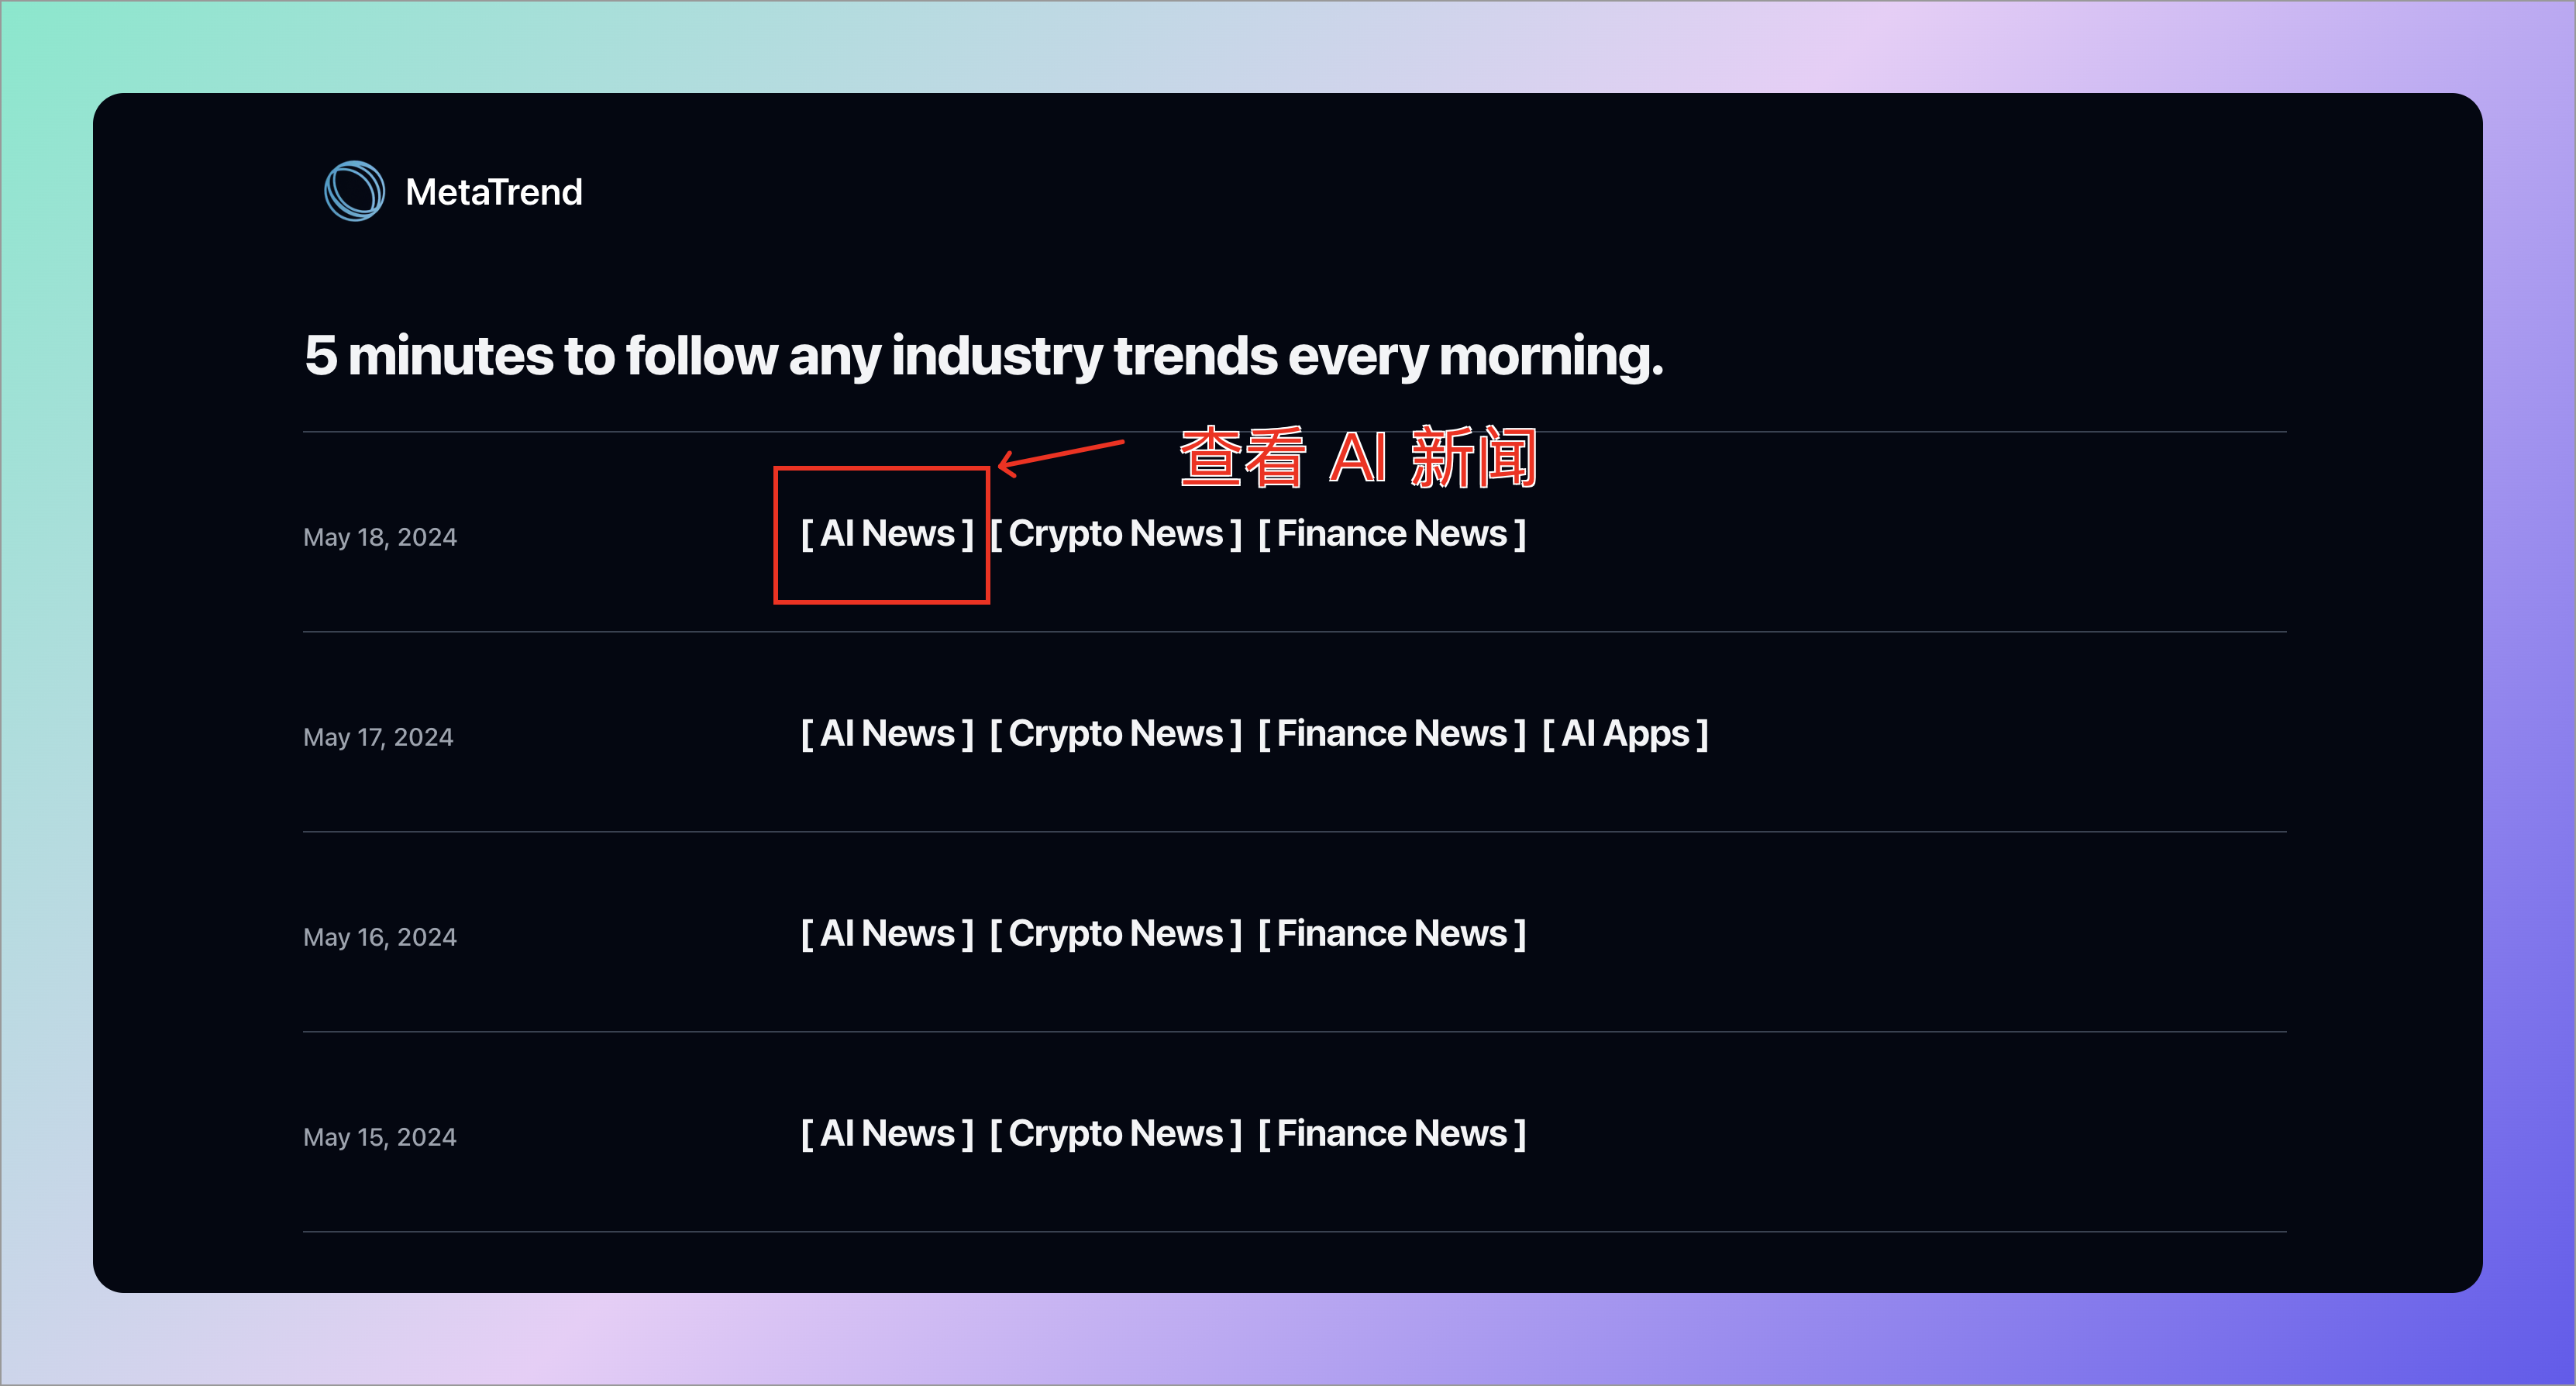 MetaTrend
5 minutes to follow any industry trends every morning.
查看 AI 新闻
May 18, 2024 [ AI News ] [ Crypto News ] [ Finance News ]
May 17, 2024 [ AI News ] [ Crypto News ] [ Finance News ] [ AI Apps ]
May 16, 2024 [ AI News ] [ Crypto News ] [ Finance News ]
May 15, 2024 [ AI News ] [ Crypto News ] [ Finance News ]